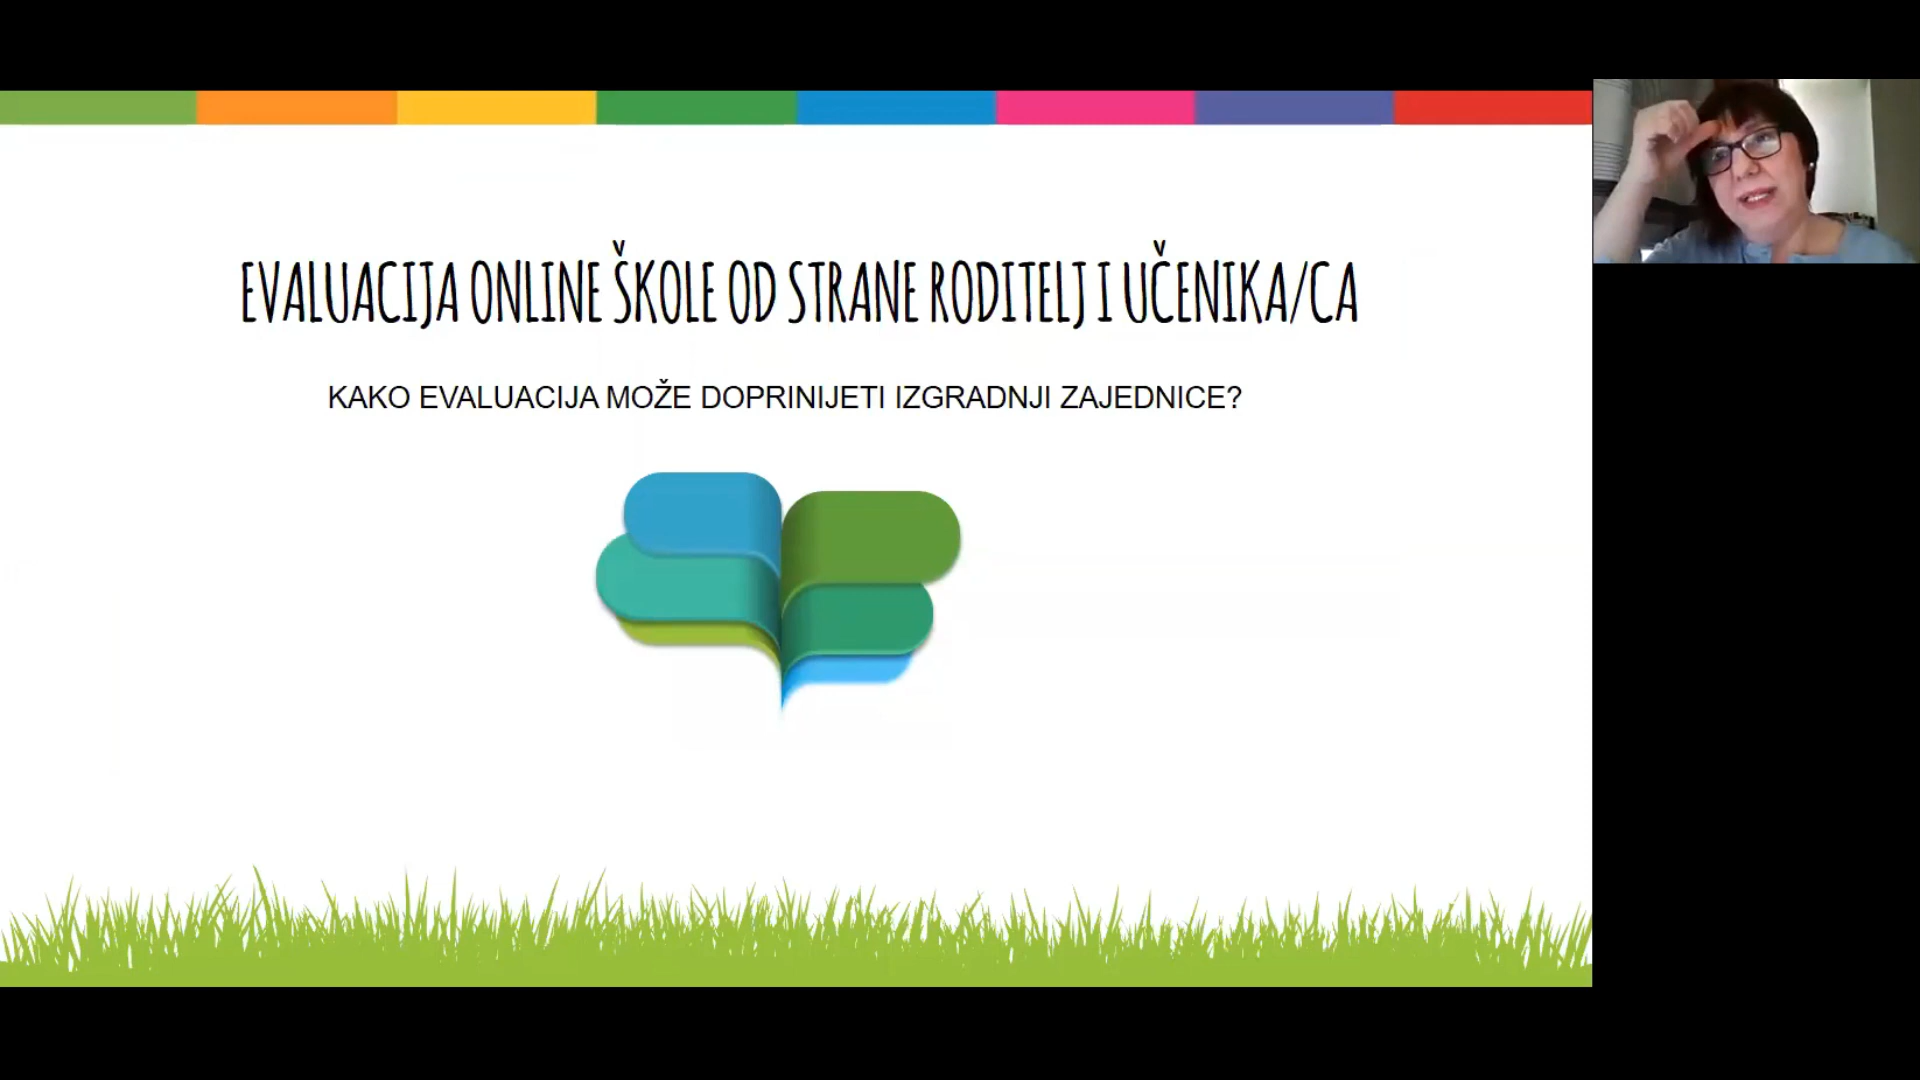 EVALUACIJA ONLINE ŠKOLE OD STRANE RODITELJ I UČENIKA/CA
KAKO EVALUACIJA MOŽE DOPRINIJETI IZGRADNJI ZAJEDNICE?